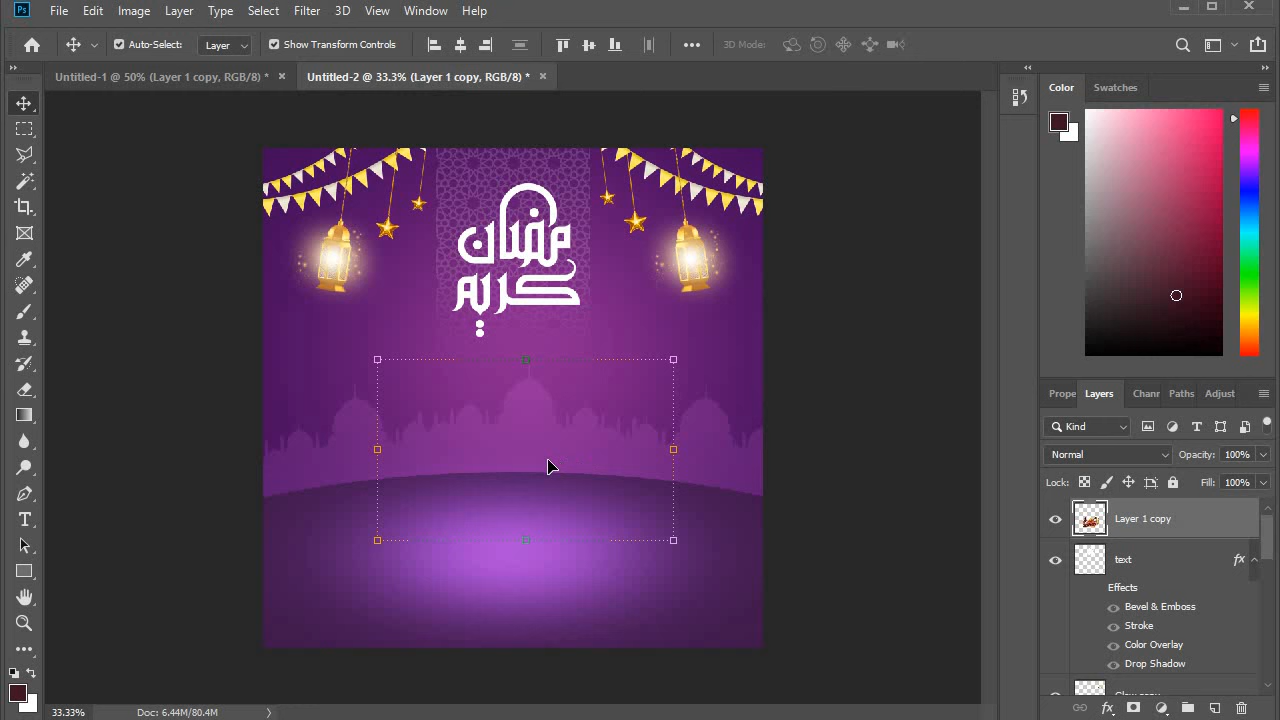 Ps File Edit Image Layer Type Select Filter 3D View Window Help
Auto-Select: Layer Show Transform Controls 3D Mode:
Untitled-1 @ 50% (Layer 1 copy, RGB/8) * Untitled-2 @ 33.3% (Layer 1 copy, RGB/8) *
Color Swatches
رمضان
كريم
Prope Layers Chann Paths Adjust
Kind
Normal Opacity: 100%
Lock: Fill: 100%
Layer 1 copy
T text fx
Effects
Bevel & Emboss
Stroke
Color Overlay
Drop Shadow
33.33% Doc: 6.44M/80.4M